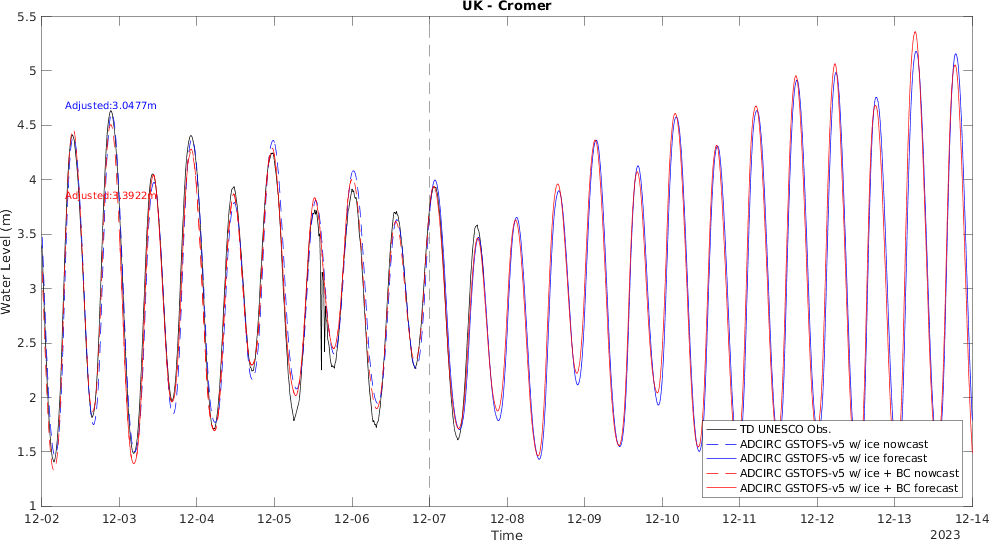 UK - Cromer
5.5
5
4.5
4
3.5
3
2.5
2
1.5
1
Water Level (m)
Adjusted:3.0477m
Adjusted:3.3922m
TD UNESCO Obs.
ADCIRC GSTOFS-v5 w/ ice nowcast
ADCIRC GSTOFS-v5 w/ ice forecast
ADCIRC GSTOFS-v5 w/ ice + BC nowcast
ADCIRC GSTOFS-v5 w/ ice + BC forecast
12-02 12-03 12-04 12-05 12-06 12-07 12-08 12-09 12-10 12-11 12-12 12-13 12-14
Time
2023